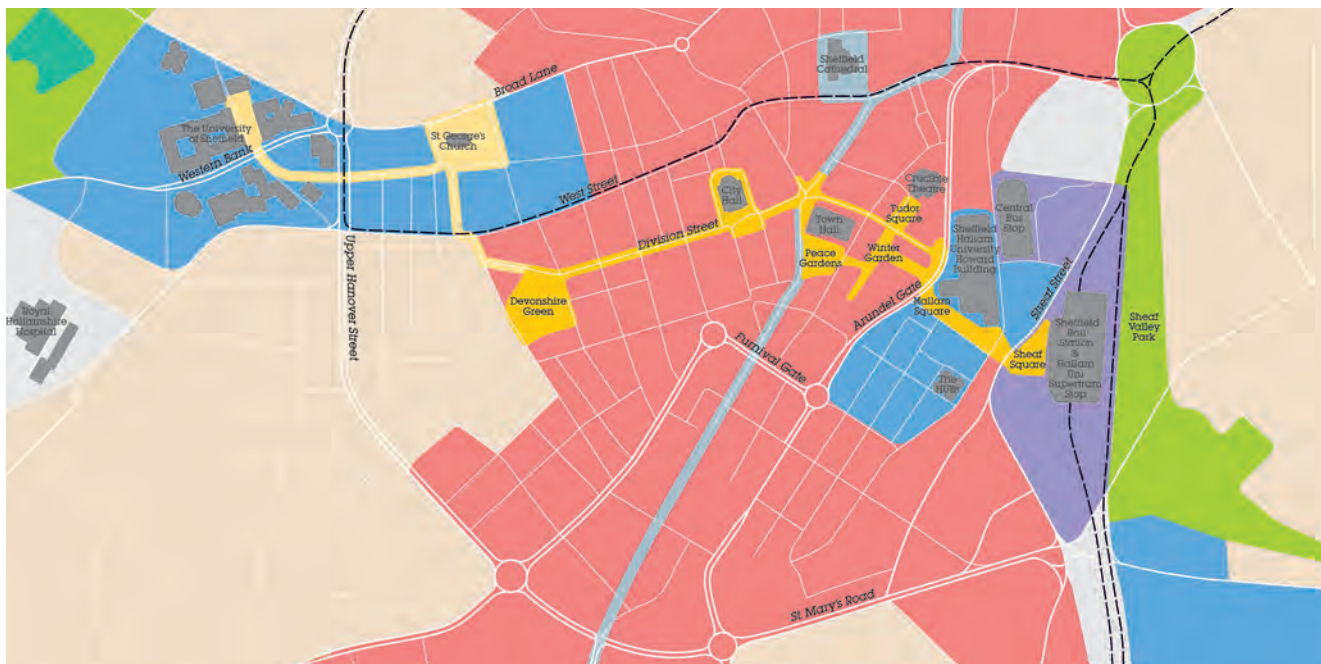 Sheffield
Cathedral
Broad Lane
The University
of Sheffield
St George's
Church
Western Bank
West Street
City
Hall
Crucible
Theatre
Tudor
Square
Central
Bus
Stop
Town
Hall
Division Street
Sheffield
Hallam
University
Howard
Building
Peace
Gardens
Winter
Garden
Upper Hanover Street
Devonshire
Green
Arundel Gate
Hallam
Square
Sheaf Street
Royal
Hallamshire
Hospital
Sheffield
Rail
Station
& Hallam
Uni
Supertram
Stop
Sheaf
Valley
Park
Furnival Gate
Sheaf
Square
The HUBs
St Mary's Road